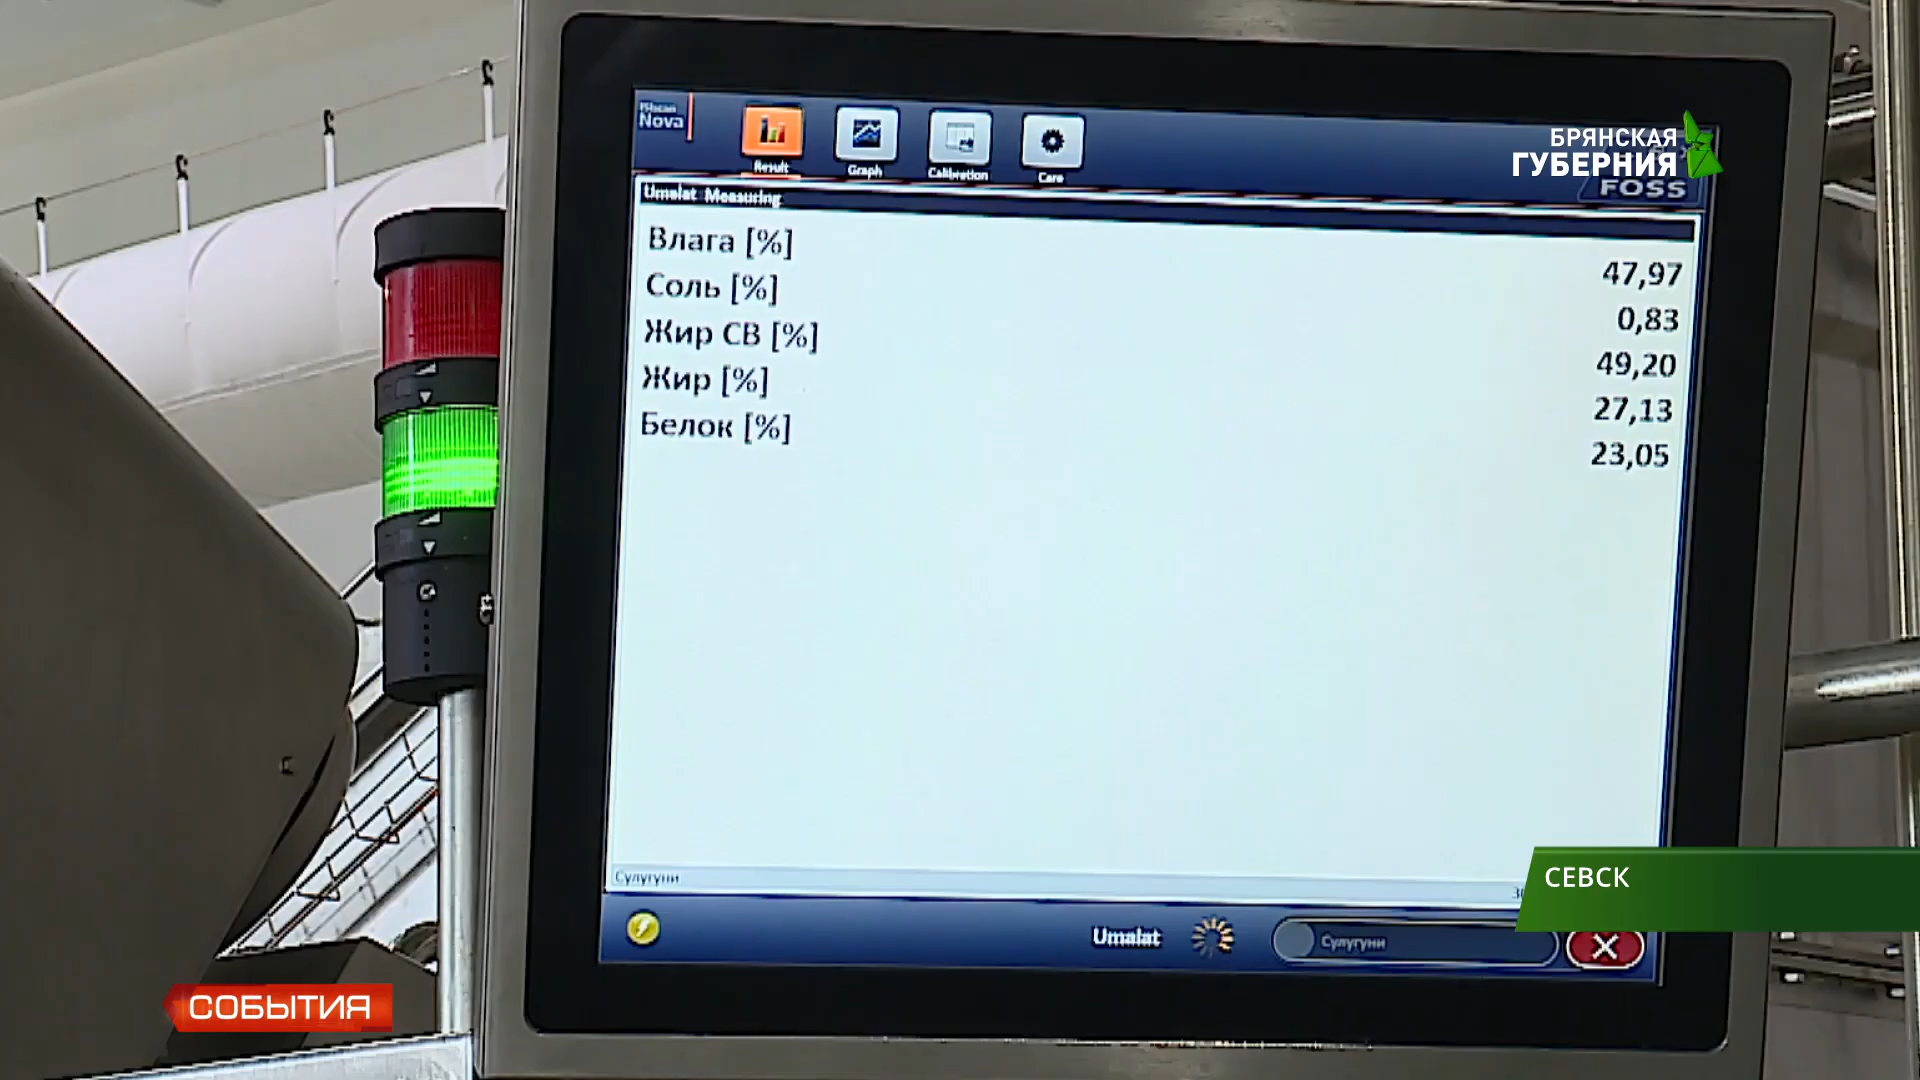 Nova
Result
Graph
Calibration
Care
БРЯНСКАЯ
ГУБЕРНИЯ
FOSS
Umalat Measuring
Влага [%] 47,97
Соль [%] 0,83
Жир СВ [%] 49,20
Жир [%] 27,13
Белок [%] 23,05
Сулугуни
СЕВСК
Umalat
Сулугуни
СОБЫТИЯ